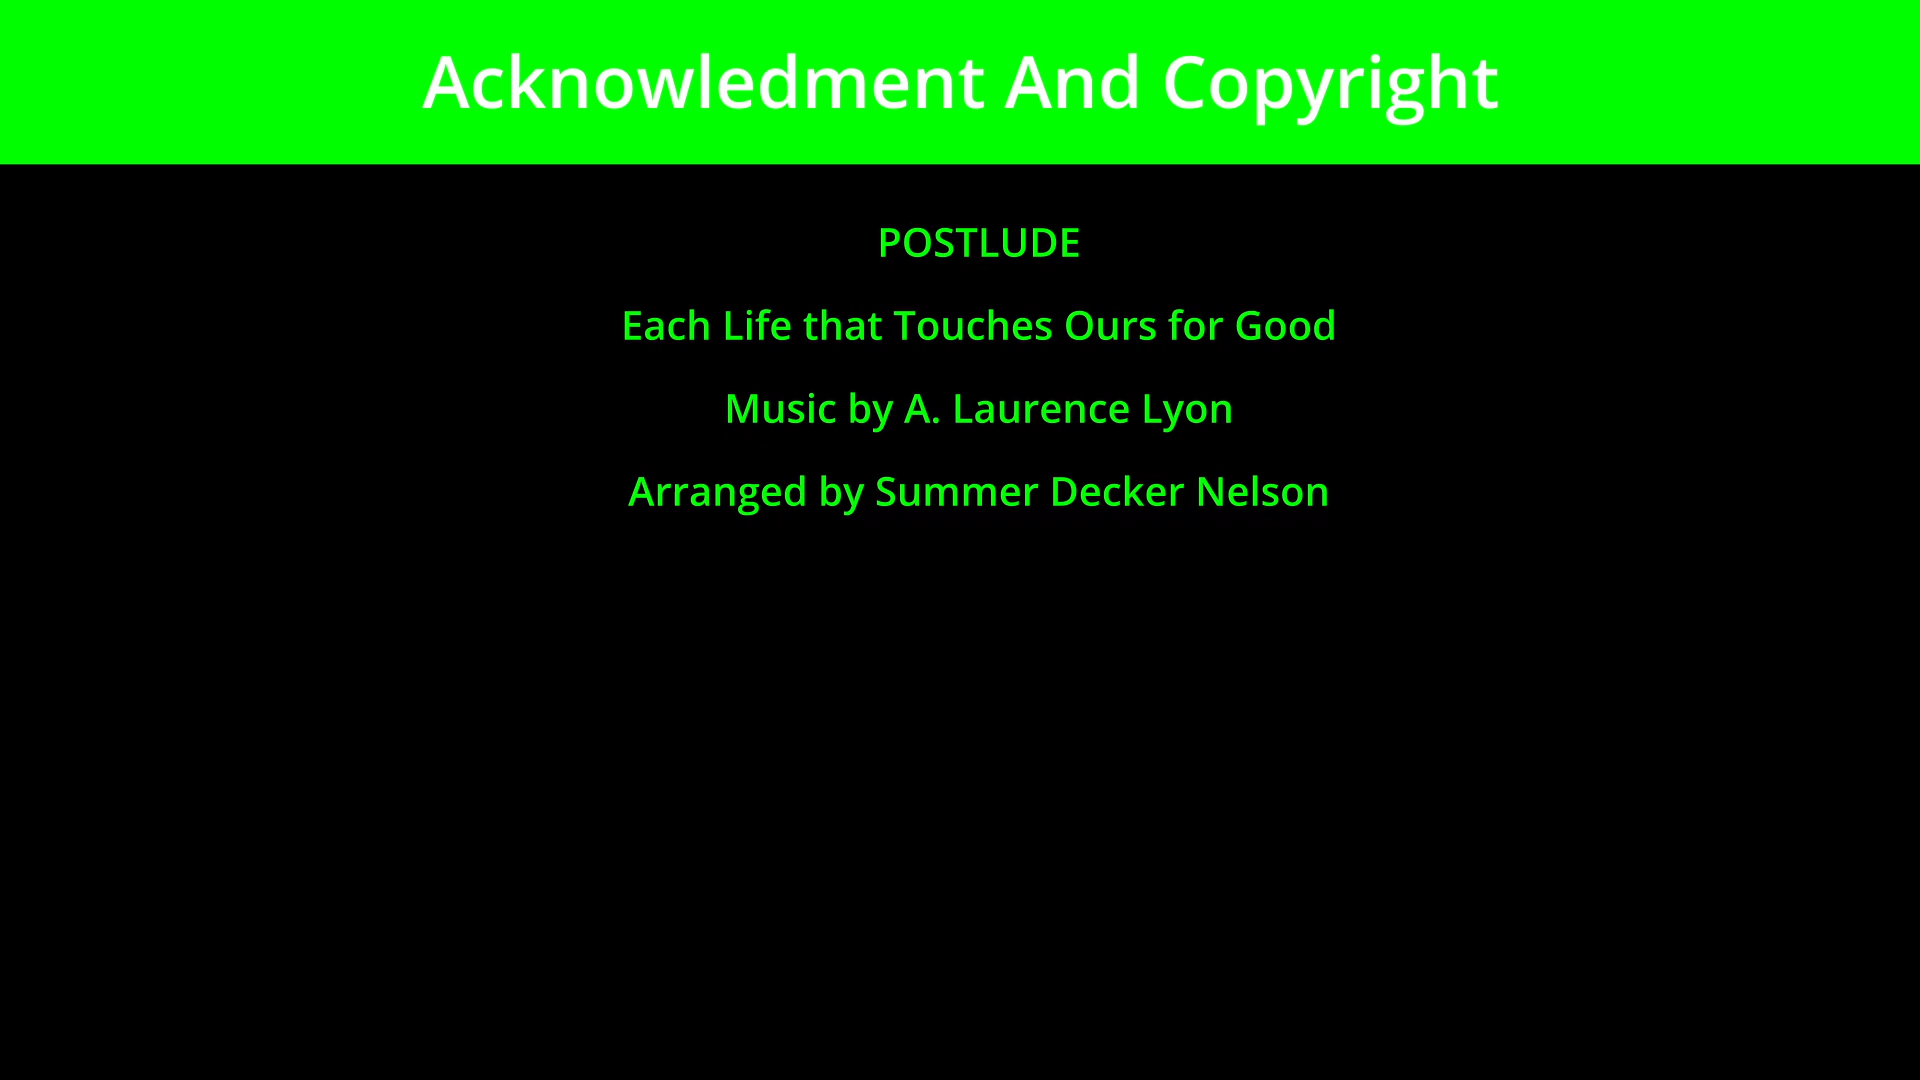 Acknowledment And Copyright
POSTLUDE
Each Life that Touches Ours for Good
Music by A. Laurence Lyon
Arranged by Summer Decker Nelson